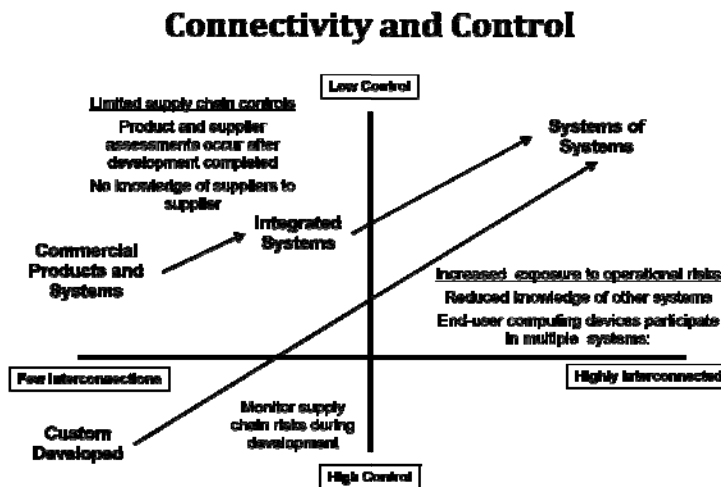 Connectivity and Control
Low Control
Limited supply chain controls
Product and supplier
assessments occur after
development completed
No knowledge of suppliers to
supplier
Systems of
Systems
Integrated
Systems
Commercial
Products and
Systems
Increased exposure to operational risks
Reduced knowledge of other systems
End-user computing devices participate
in multiple systems:
Few Interconnections
Highly Interconnected
Monitor supply
chain risks during
development
Custom
Developed
High Control